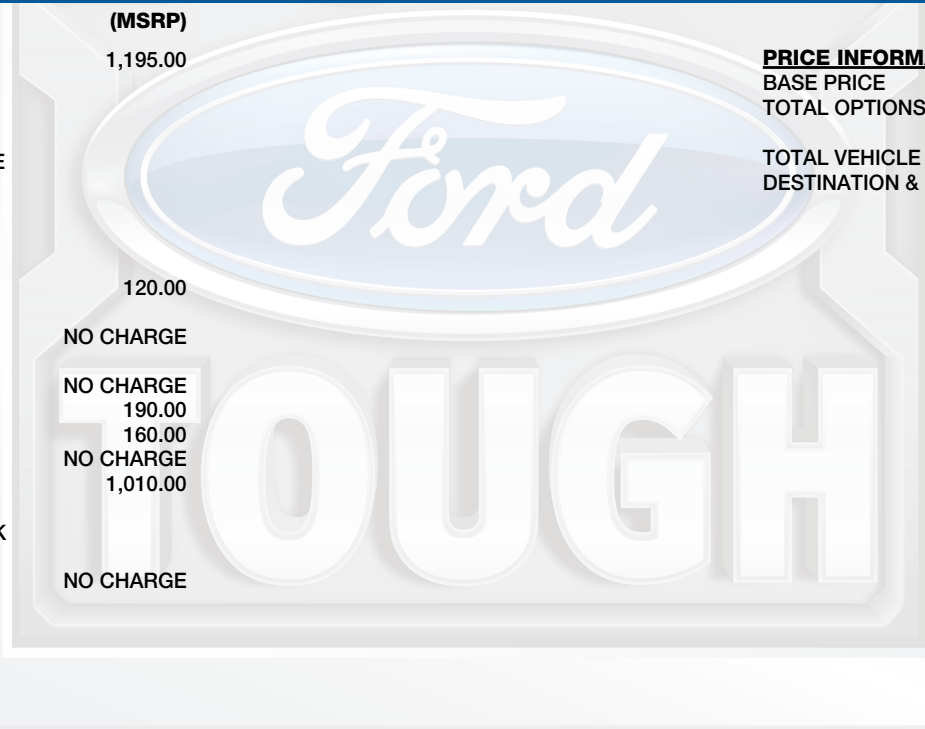 (MSRP)
1,195.00
PRICE INFORM
BASE PRICE
TOTAL OPTIONS
E
TOTAL VEHICLE
DESTINATION &
Ford
120.00
NO CHARGE
NO CHARGE
190.00
160.00
NO CHARGE
1,010.00
K
NO CHARGE
TOUGH